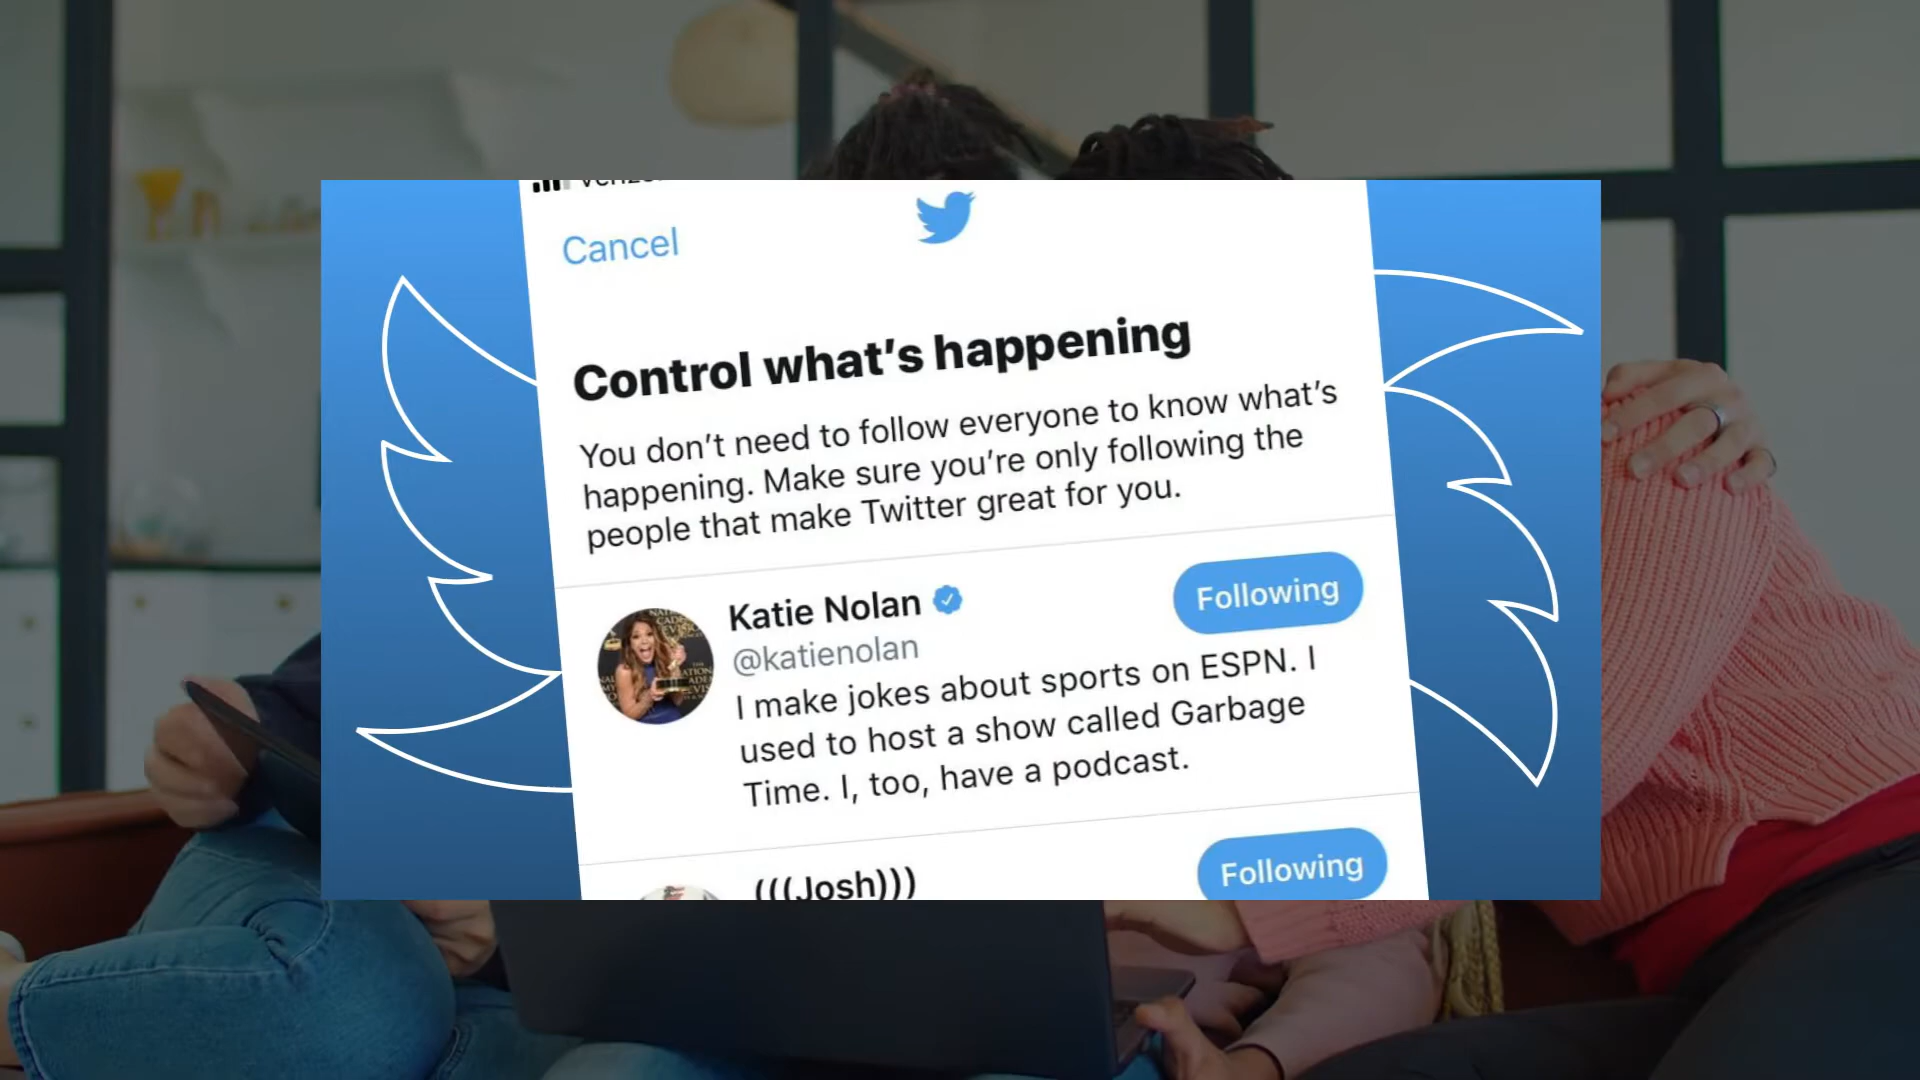 Cancel
Control what's happening
You don't need to follow everyone to know what's
happening. Make sure you're only following the
people that make Twitter great for you.
Katie Nolan
Following
@katienolan
I make jokes about sports on ESPN. I
used to host a show called Garbage
Time. I, too, have a podcast.
(((Josh)))
Following